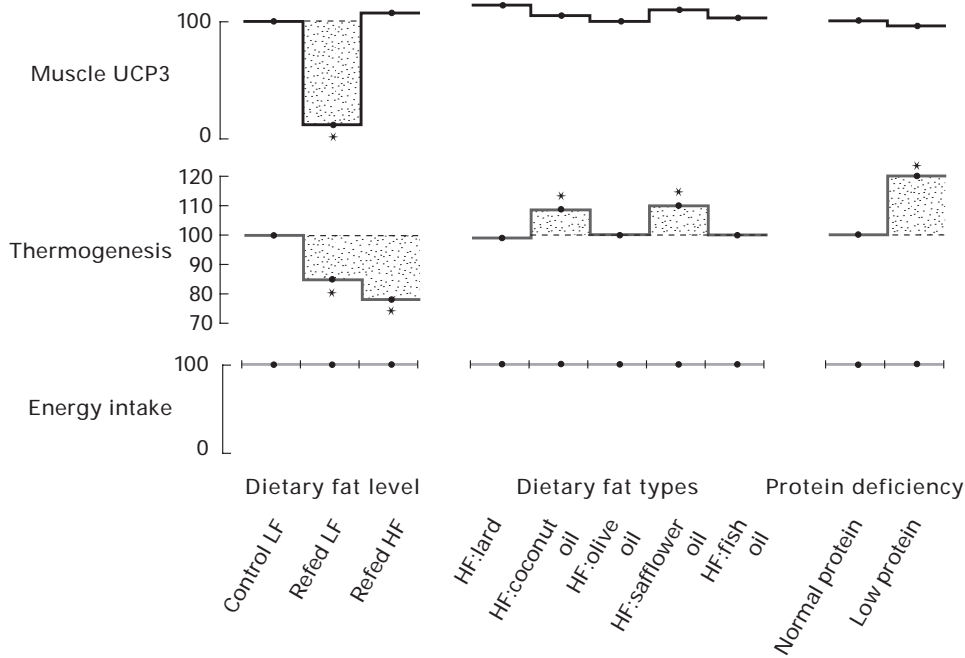 100
Muscle UCP3
0
*
120
110
100
Thermogenesis
90
80
70
* * * * *
100
Energy intake
0
Dietary fat level
Dietary fat types
Protein deficiency
Control LF
Refed LF
Refed HF
HF:lard
HF:coconut
oil
HF:olive
oil
HF:safflower
oil
HF:fish
oil
Normal protein
Low protein